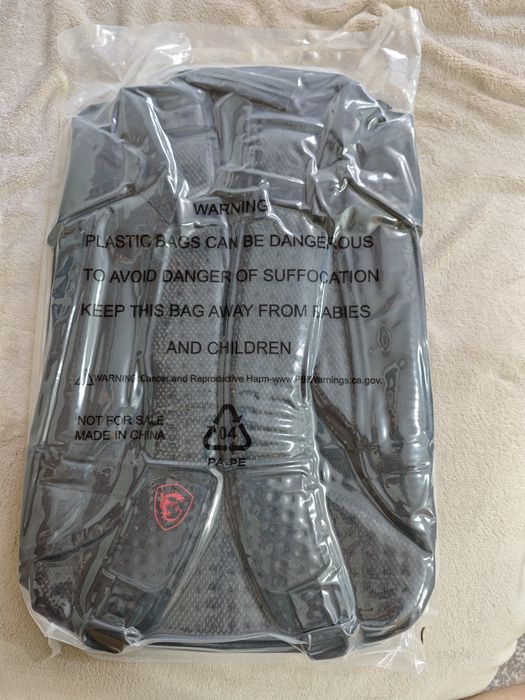 WARNING
PLASTIC BAGS CAN BE DANGEROUS
TO AVOID DANGER OF SUFFOCATION
KEEP THIS BAG AWAY FROM BABIES
AND CHILDREN
WARNING:Cancer and Reproductive Harm-www.P65Warnings.ca.gov.
NOT FOR SALE
MADE IN CHINA
04
PA-PE